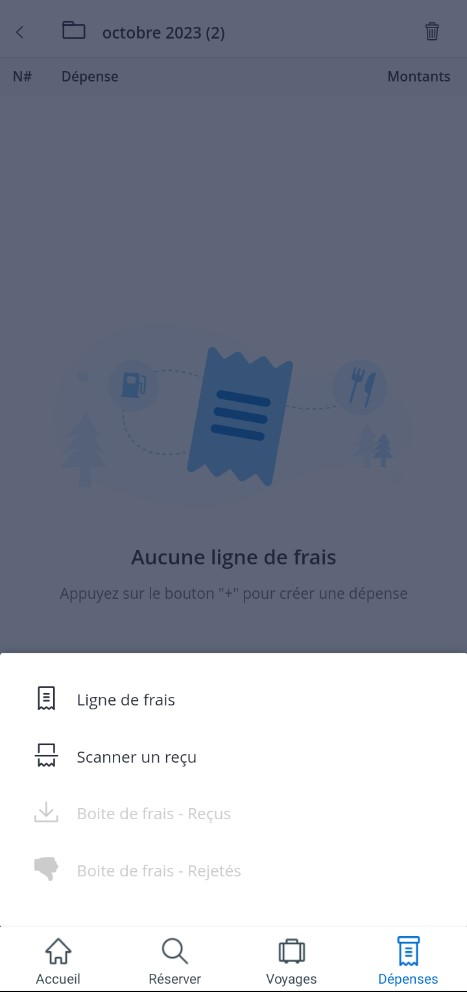 octobre 2023 (2)
N# Dépense Montants
Aucune ligne de frais
Appuyez sur le bouton "+" pour créer une dépense
Ligne de frais
Scanner un reçu
Boite de frais - Reçus
Boite de frais - Rejetés
Accueil Réserver Voyages Dépenses